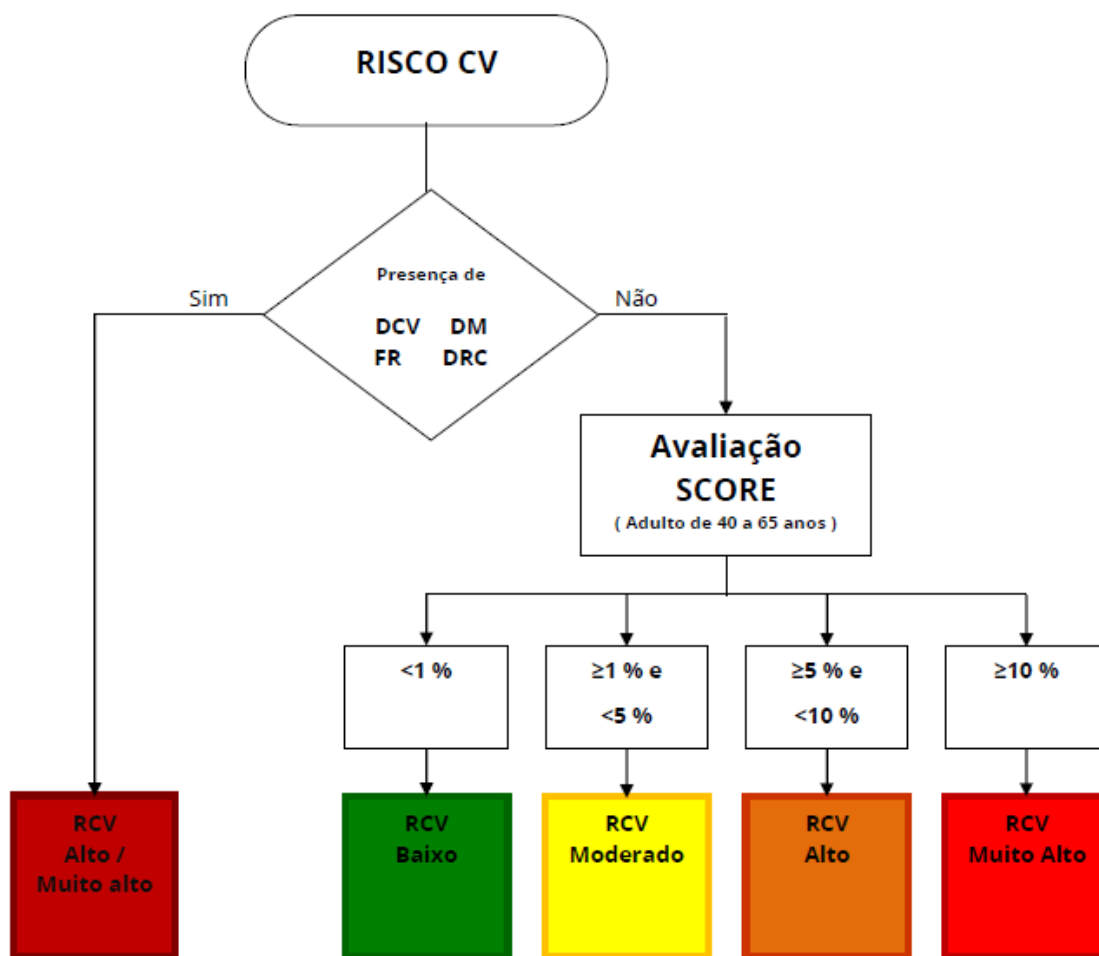 RISCO CV
Presença de
DCV DM
FR DRC
Sim
Não
Avaliação
SCORE
( Adulto de 40 a 65 anos )
<1 %
≥1 % e
<5 %
≥5 % e
<10 %
≥10 %
RCV
Alto /
Muito alto
RCV
Baixo
RCV
Moderado
RCV
Alto
RCV
Muito Alto